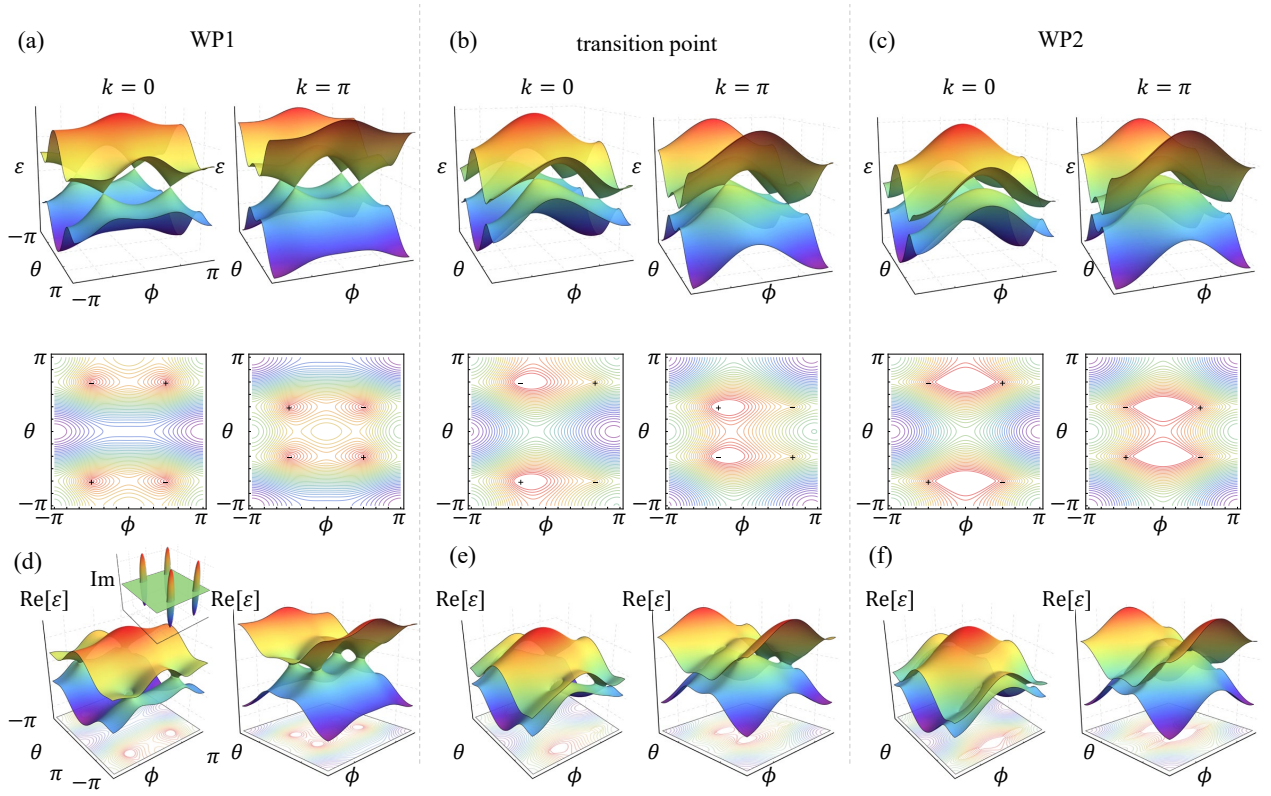 (a) WP1
k = 0 k = π
ε ε
−π
θ
π −π
ϕ
π
θ
ϕ
(b) transition point
k = 0 k = π
ε ε
θ ϕ θ ϕ
(c) WP2
k = 0 k = π
ε ε
θ ϕ θ ϕ
π
θ
−π
−π ϕ π
− +
+ −
π
θ
−π
−π ϕ π
+ −
− +
π
θ
−π
−π ϕ π
− +
+ −
π
θ
−π
−π ϕ π
+ −
− +
π
θ
−π
−π ϕ π
− +
+ −
π
θ
−π
−π ϕ π
− +
+ −
(d)
Im
Re[ε] Re[ε]
−π
θ
π −π
ϕ
π
θ
ϕ
(e)
Re[ε] Re[ε]
θ ϕ θ ϕ
(f)
Re[ε] Re[ε]
θ ϕ θ ϕ